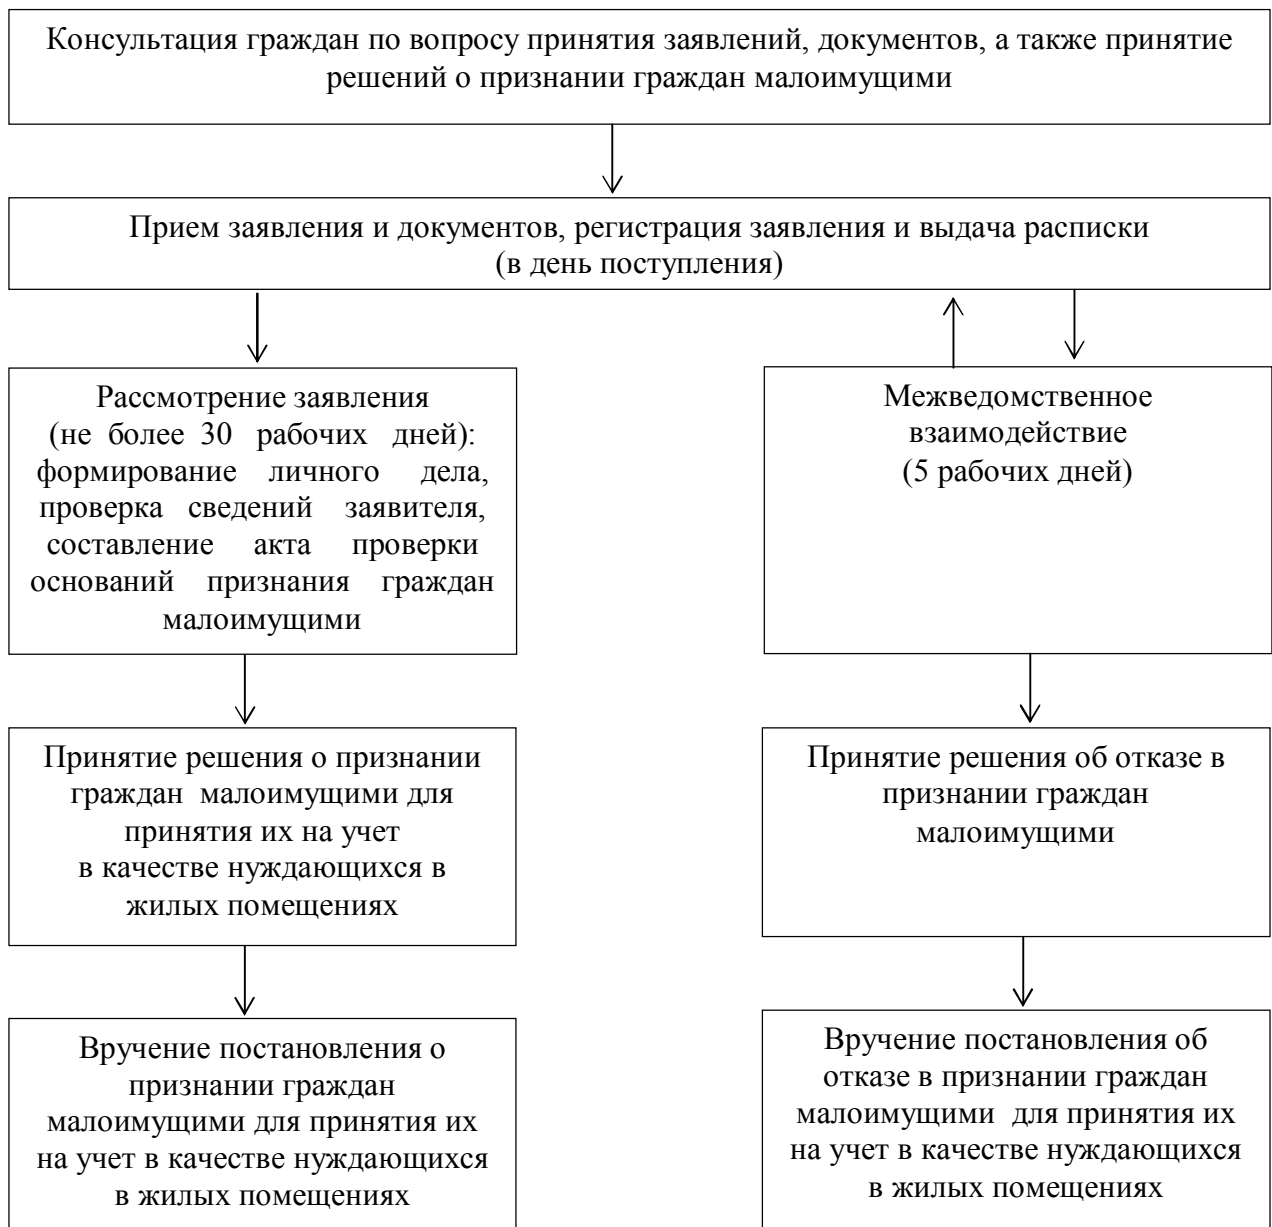 Консультация граждан по вопросу принятия заявлений, документов, а также принятие
решений о признании граждан малоимущими
Прием заявления и документов, регистрация заявления и выдача расписки
(в день поступления)
Рассмотрение заявления
(не более 30 рабочих дней):
формирование личного дела,
проверка сведений заявителя,
составление акта проверки
оснований признания граждан
малоимущими
Межведомственное
взаимодействие
(5 рабочих дней)
Принятие решения о признании
граждан малоимущими для
принятия их на учет
в качестве нуждающихся в
жилых помещениях
Принятие решения об отказе в
признании граждан
малоимущими
Вручение постановления о
признании граждан
малоимущими для принятия их
на учет в качестве нуждающихся
в жилых помещениях
Вручение постановления об
отказе в признании граждан
малоимущими для принятия их
на учет в качестве нуждающихся
в жилых помещениях